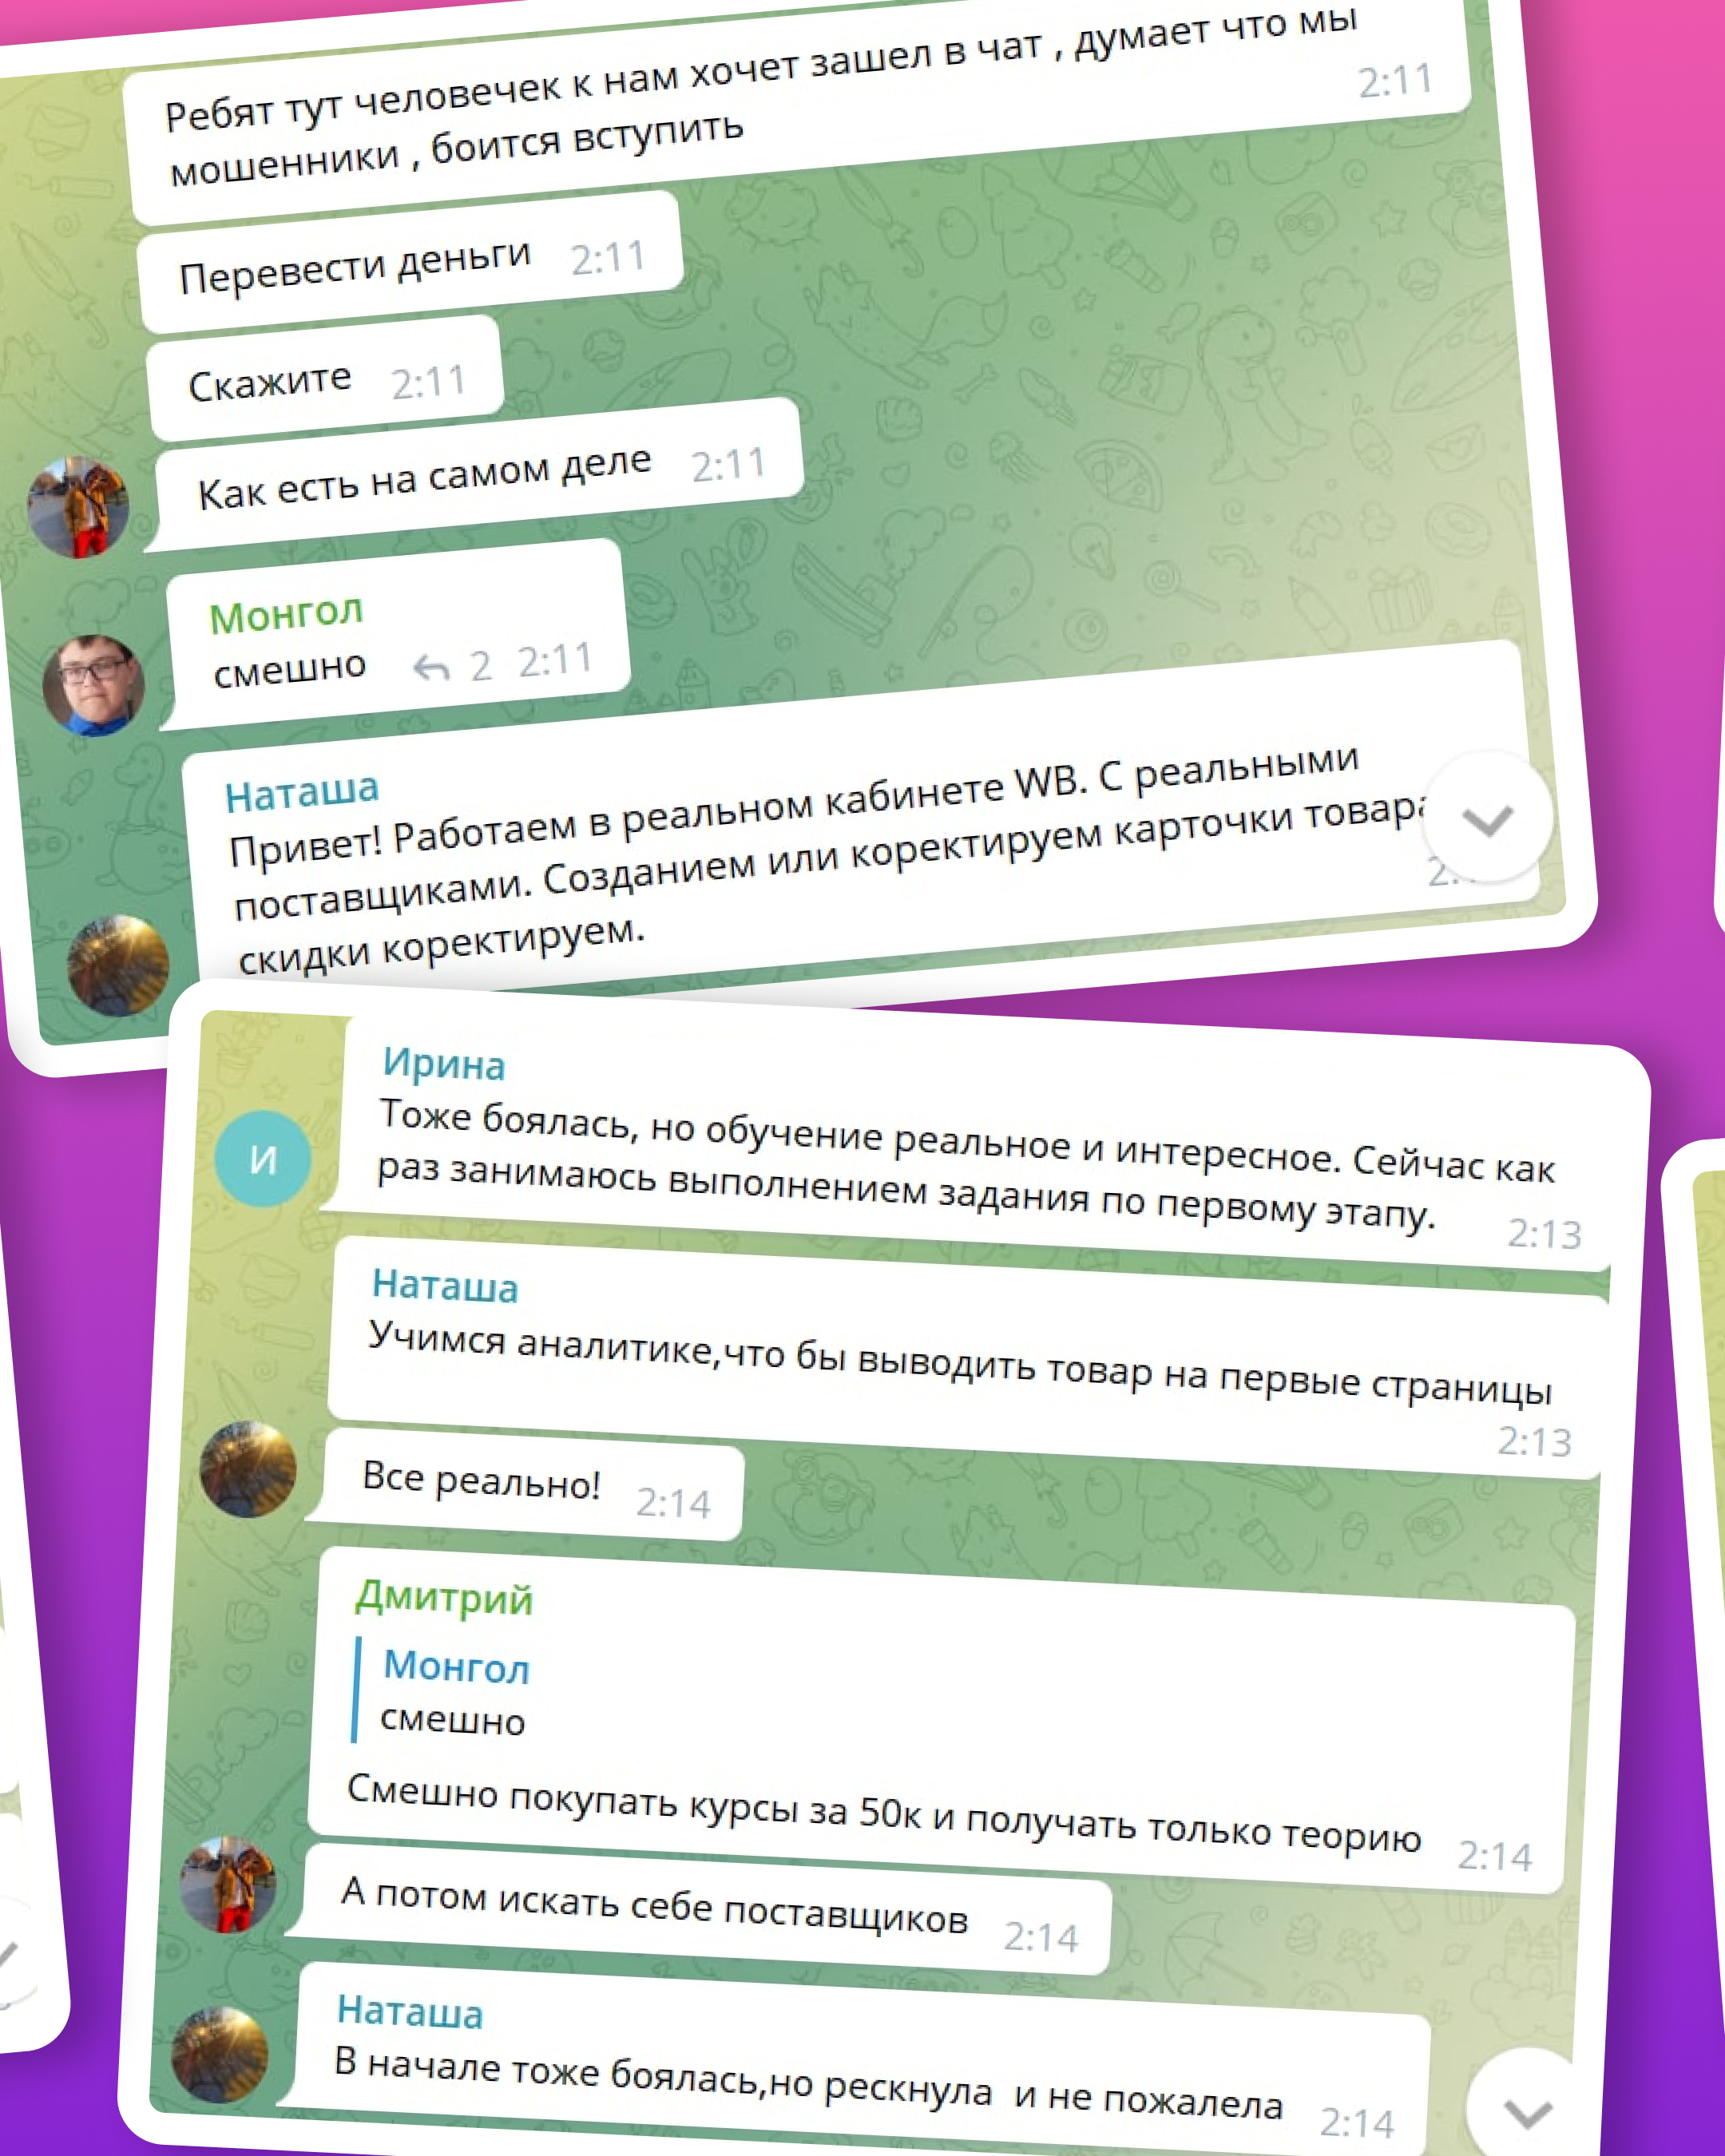 Ребят тут человечек к нам хочет зашел в чат , думает что мы
мошенники , боится вступить
2:11
Перевести деньги 2:11
Скажите 2:11
Как есть на самом деле 2:11
Монгол
смешно 2 2:11
Наташа
Привет! Работаем в реальном кабинете WB. С реальными
поставщиками. Созданием или коректируем карточки товара
скидки коректируем.
Ирина
И
Тоже боялась, но обучение реальное и интересное. Сейчас как
раз занимаюсь выполнением задания по первому этапу. 2:13
Наташа
Учимся аналитике,что бы выводить товар на первые страницы
2:13
Все реально! 2:14
Дмитрий
Монгол
смешно
Смешно покупать курсы за 50к и получать только теорию 2:14
А потом искать себе поставщиков 2:14
Наташа
В начале тоже боялась,но рескнула и не пожалела 2:14